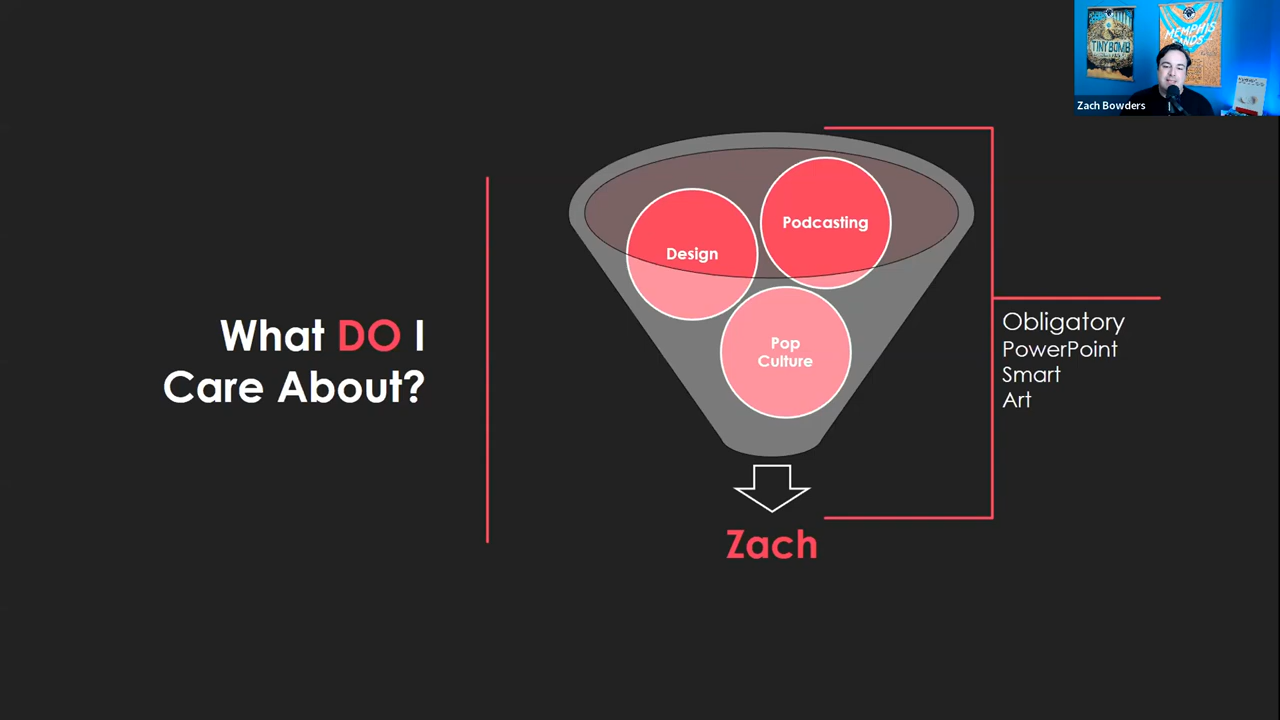 What DO I
Care About?
Design
Podcasting
Pop
Culture
Zach
Obligatory
PowerPoint
Smart
Art
TINY BOMB
MEMPHIS
Zach Bowders